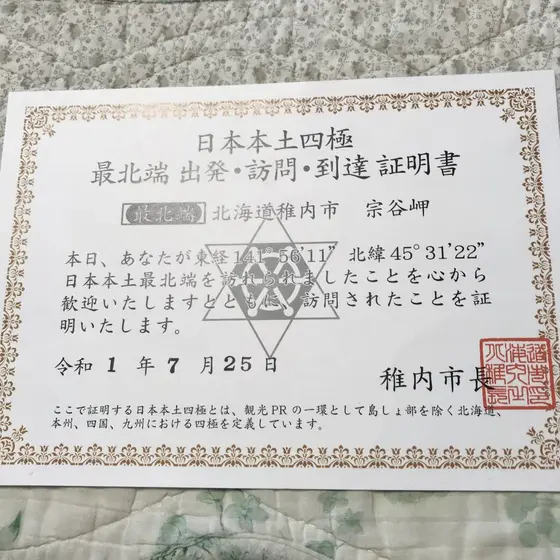 日本本土四極
最北端 出発・訪問・到達 証明書
最北端 北海道稚内市 宗谷岬
本日、あなたが東経141°56'11" 北緯45°31'22"
日本本土最北端を訪れられましたことを心から
歓迎いたしますとともに、訪問されたことを証
明いたします。
令和 1 年 7 月 25 日
稚内市長
ここで証明する日本本土四極とは、観光PRの一環として島しょ部を除く北海道、
本州、四国、九州における四極を定義しています。